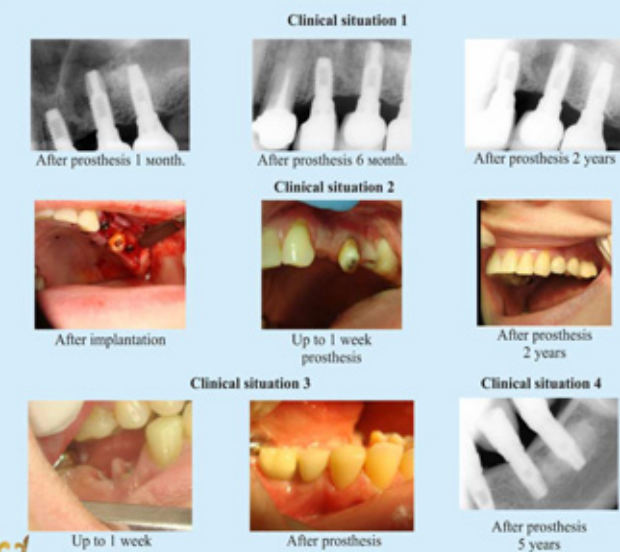 Clinical situation 1
After prosthesis 1 монth.
After prosthesis 6 монth.
After prosthesis 2 years
Clinical situation 2
After implantation
Up to 1 week
prosthesis
After prosthesis
2 years
Clinical situation 3
Clinical situation 4
Up to 1 week
After prosthesis
After prosthesis
5 years